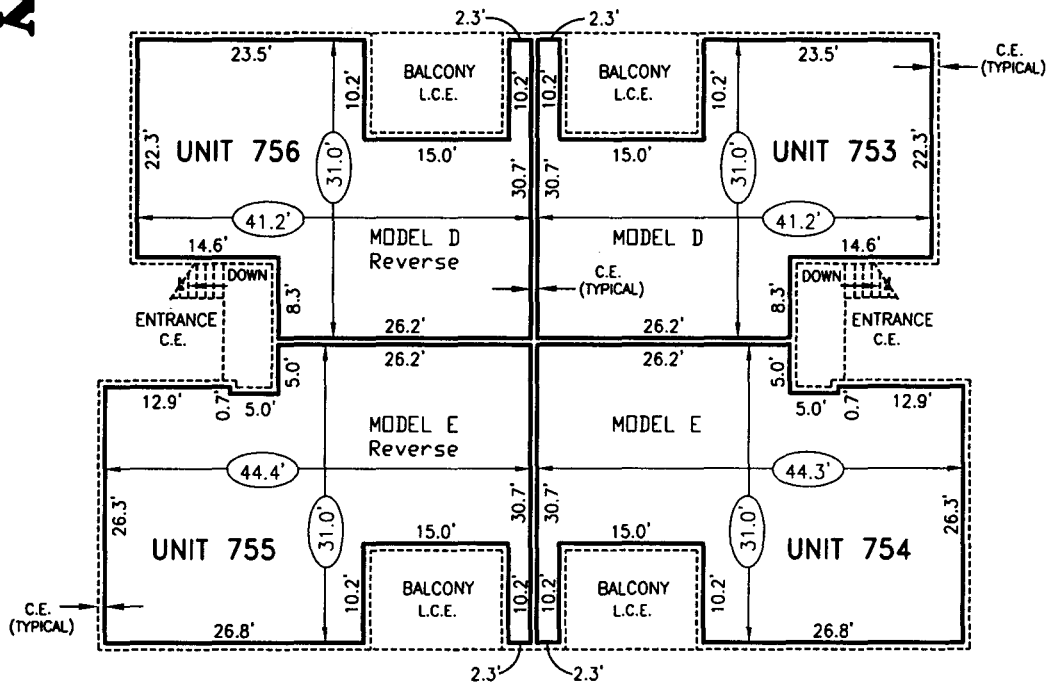 2.3' 2.3'
23.5' 23.5'
C.E.
(TYPICAL)
BALCONY
L.C.E.
BALCONY
L.C.E.
10.2' 10.2' 10.2' 10.2'
22.3' 22.3'
UNIT 756
UNIT 753
15.0' 15.0'
31.0' 31.0'
30.7' 30.7'
41.2' 41.2'
MODEL D
Reverse
MODEL D
14.6' 14.6'
DOWN
DOWN
C.E.
(TYPICAL)
8.3' 8.3'
ENTRANCE
C.E.
ENTRANCE
C.E.
26.2' 26.2'
26.2' 26.2'
5.0' 5.0'
12.9' 0.7' 5.0' 5.0' 0.7' 12.9'
MODEL E
Reverse
MODEL E
44.4' 44.3'
26.3' 26.3'
31.0' 31.0'
30.7' 30.7'
15.0' 15.0'
UNIT 755
UNIT 754
10.2' 10.2' 10.2' 10.2'
BALCONY
L.C.E.
BALCONY
L.C.E.
C.E.
(TYPICAL)
26.8' 26.8'
2.3' 2.3'